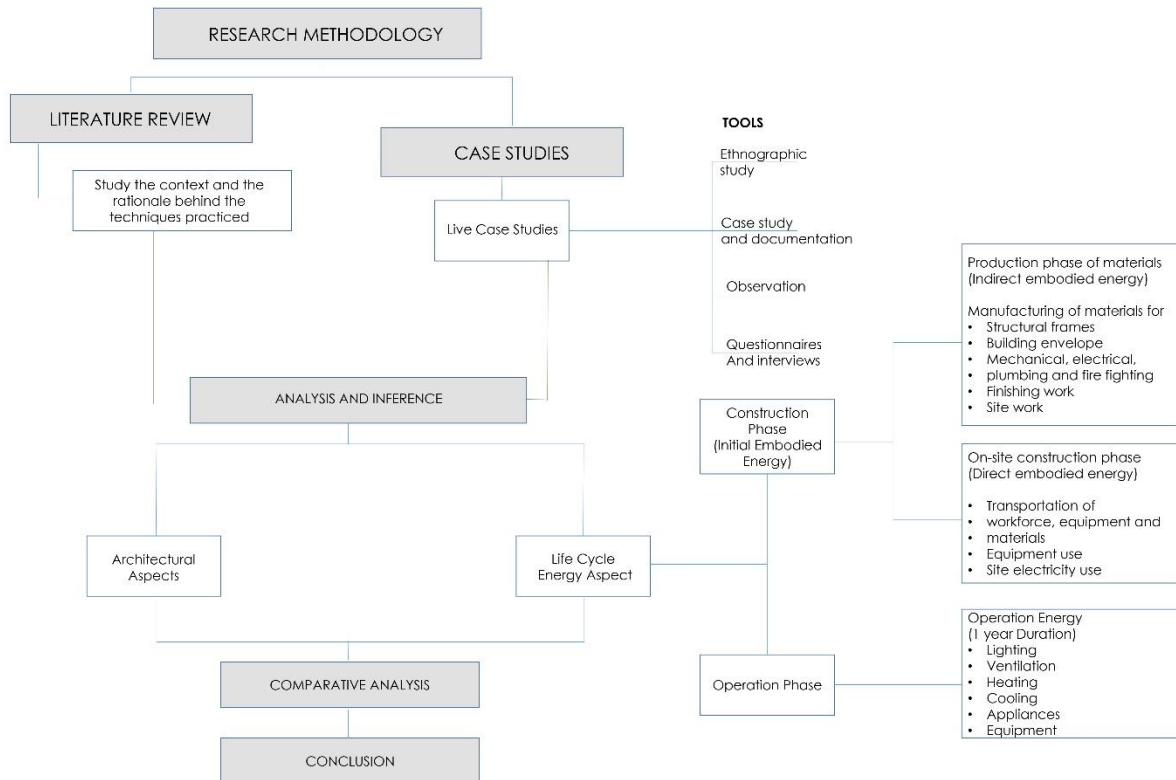 RESEARCH METHODOLOGY
LITERATURE REVIEW
Study the context and the
rationale behind the
techniques practiced
CASE STUDIES
Live Case Studies
TOOLS
Ethnographic
study
Case study
and documentation
Observation
Questionnaires
And interviews
ANALYSIS AND INFERENCE
Architectural
Aspects
Life Cycle
Energy Aspect
Construction
Phase
(Initial Embodied
Energy)
Production phase of materials
(Indirect embodied energy)
Manufacturing of materials for
• Structural frames
• Building envelope
• Mechanical, electrical,
• plumbing and fire fighting
• Finishing work
• Site work
On-site construction phase
(Direct embodied energy)
• Transportation of
• workforce, equipment and
• materials
• Equipment use
• Site electricity use
Operation Phase
Operation Energy
(1 year Duration)
• Lighting
• Ventilation
• Heating
• Cooling
• Appliances
• Equipment
COMPARATIVE ANALYSIS
CONCLUSION